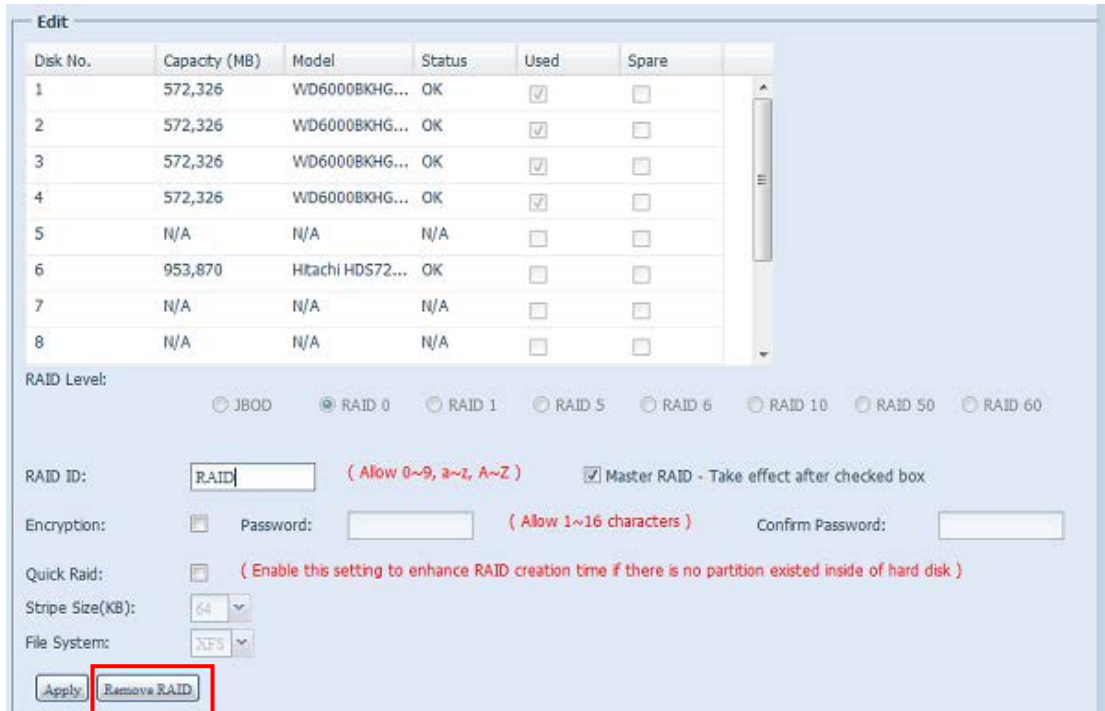 Edit
Disk No. Capacity (MB) Model Status Used Spare
1 572,326 WD6000BKHG... OK
2 572,326 WD6000BKHG... OK
3 572,326 WD6000BKHG... OK
4 572,326 WD6000BKHG... OK
5 N/A N/A N/A
6 953,870 Hitachi HDS72... OK
7 N/A N/A N/A
8 N/A N/A N/A
RAID Level:
JBOD RAID 0 RAID 1 RAID 5 RAID 6 RAID 10 RAID 50 RAID 60
RAID ID: RAID ( Allow 0~9, a~z, A~Z ) Master RAID - Take effect after checked box
Encryption: Password: ( Allow 1~16 characters ) Confirm Password:
Quick Raid: ( Enable this setting to enhance RAID creation time if there is no partition existed inside of hard disk )
Stripe Size(KB): 64
File System: XFS
Apply Remove RAID